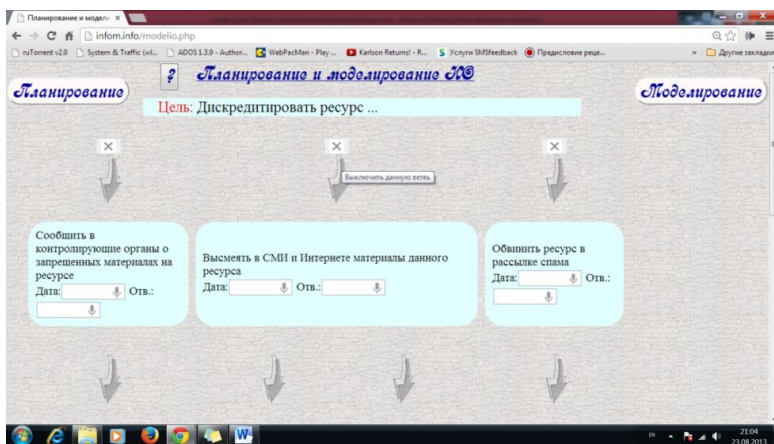 Планирование и модели
infom.info/modelio.php
ruTorrent v2.0
System & Traffic (wL...
ADOS 1.3.9 - Author...
WebPacMan - Play ...
Karlson Returns! - R...
Услуги SMSfeedback
Предисловие реце...
»
Другие закладки
?
Планирование и моделирование ИО
Планирование
Моделирование
Цель: Дискредитировать ресурс ...
Выключить данную ветвь
Сообщить в
контролирующие органы о
запрещенных материалах на
ресурсе
Дата: Отв.:
Высмеять в СМИ и Интернете материалы данного
ресурса
Дата: Отв.:
Обвинить ресурс в
рассылке спама
Дата: Отв.:
EN
21:04
23.08.2013